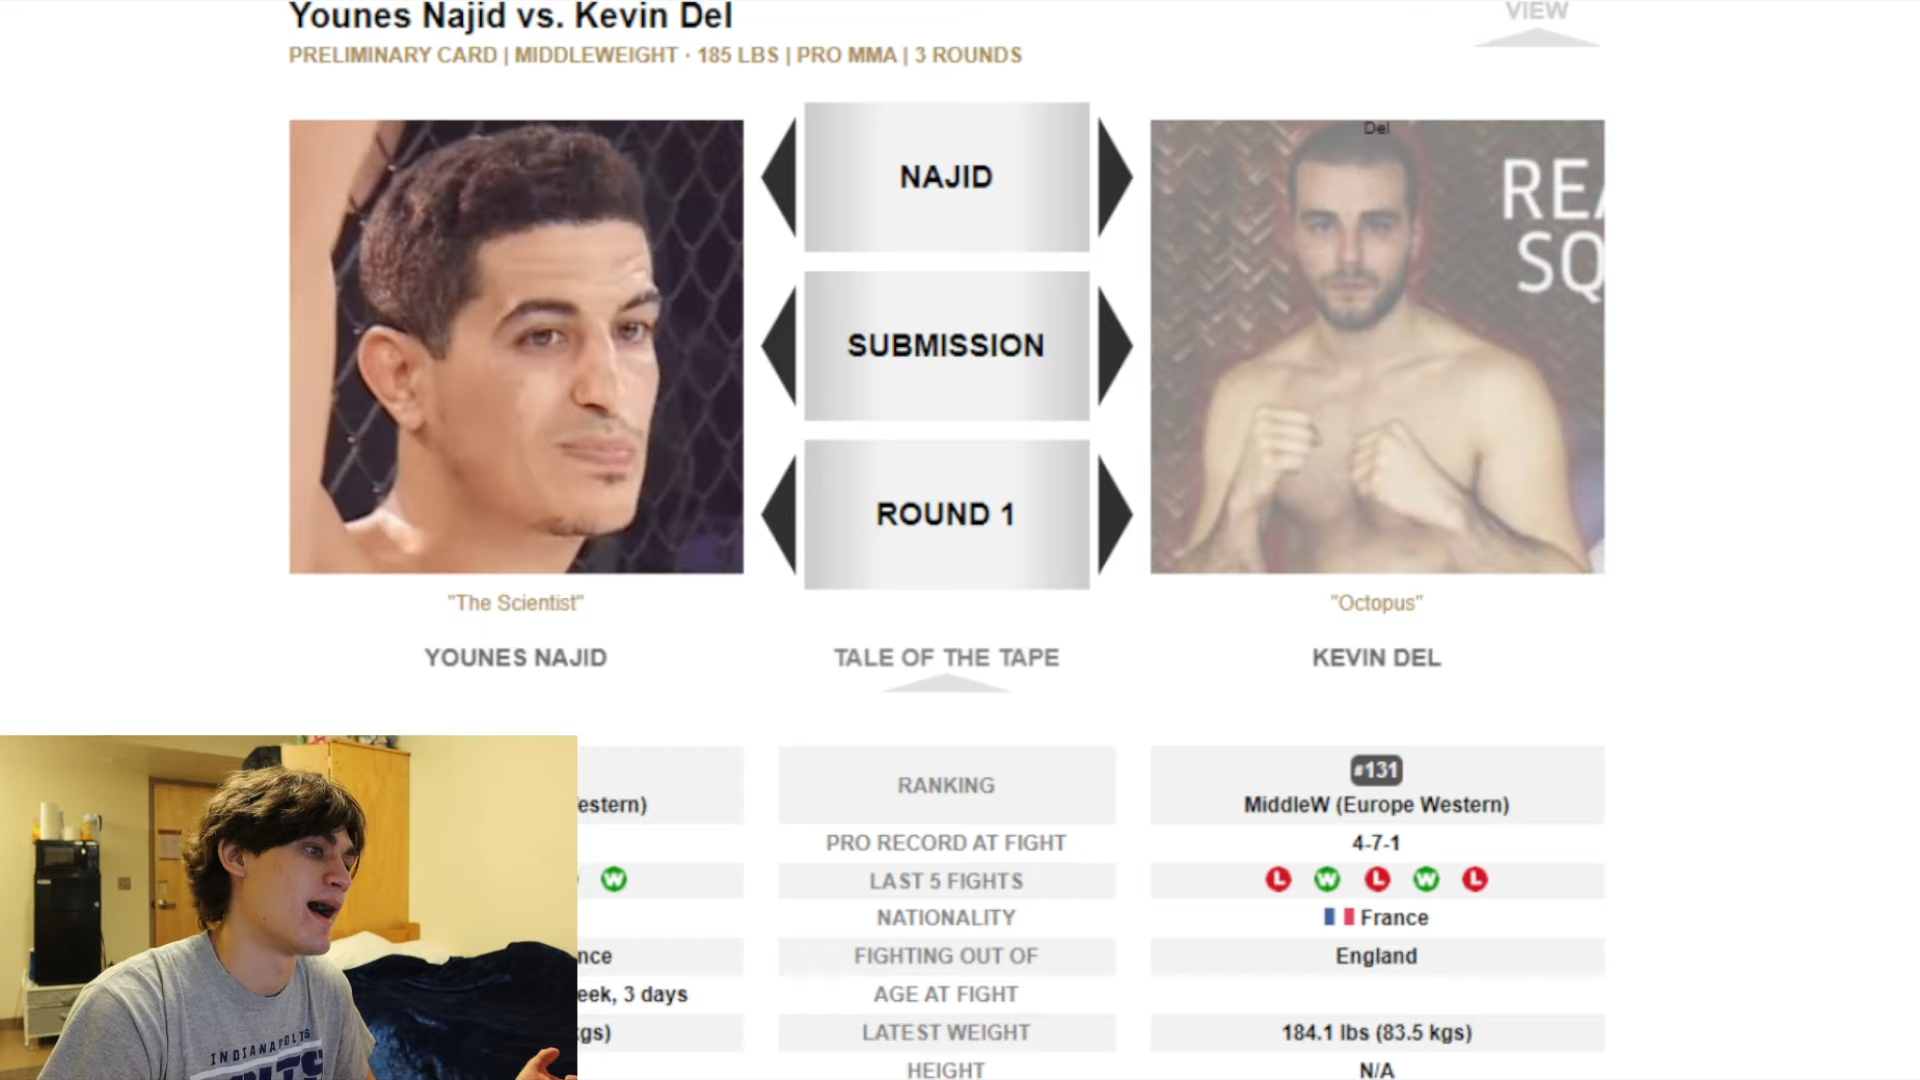 Younes Najid vs. Kevin Del
VIEW
PRELIMINARY CARD | MIDDLEWEIGHT · 185 LBS | PRO MMA | 3 ROUNDS
NAJID
SUBMISSION
ROUND 1
Del
"The Scientist"
"Octopus"
YOUNES NAJID
TALE OF THE TAPE
KEVIN DEL
estern)
RANKING
#131
MiddleW (Europe Western)
PRO RECORD AT FIGHT
4-7-1
W
LAST 5 FIGHTS
L W L W L
NATIONALITY
France
nce
FIGHTING OUT OF
England
eek, 3 days
AGE AT FIGHT
gs)
LATEST WEIGHT
184.1 lbs (83.5 kgs)
HEIGHT
N/A
INDIANAPOLIS